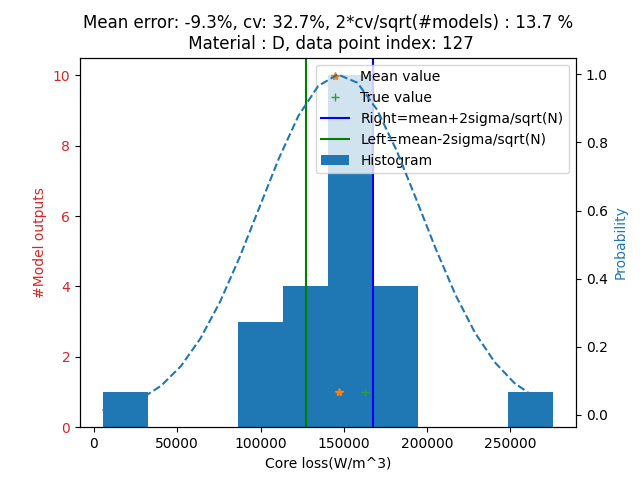 Mean error: -9.3%, cv: 32.7%, 2*cv/sqrt(#models) : 13.7 %
Material : D, data point index: 127
Mean value
True value
Right=mean+2sigma/sqrt(N)
Left=mean-2sigma/sqrt(N)
Histogram
#Model outputs
10
8
6
4
2
0
1.0
0.8
0.6
0.4
0.2
0.0
Probability
0
50000
100000
150000
200000
250000
Core loss(W/m^3)